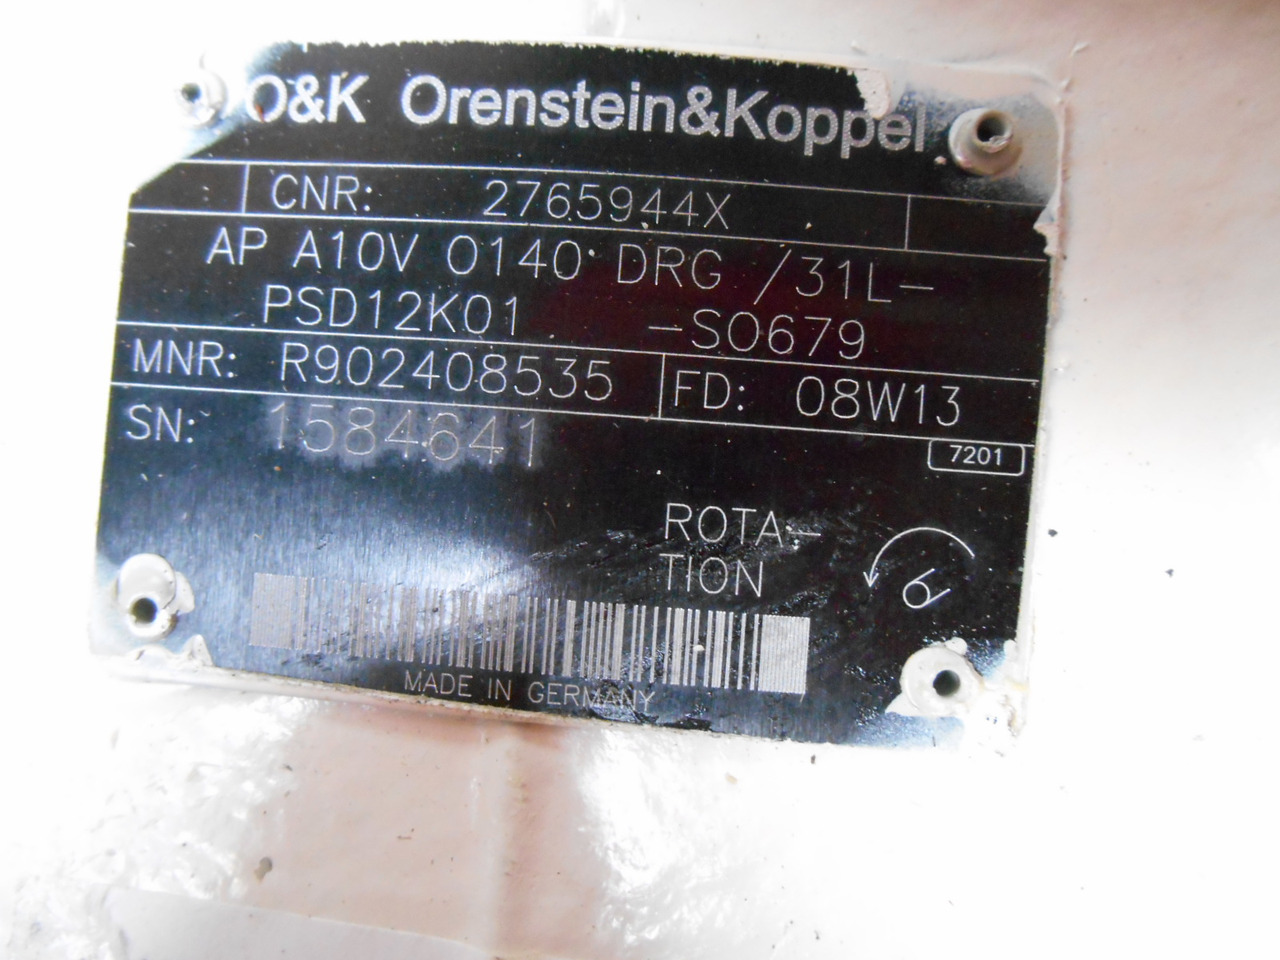 O&K Orenstein&Koppel
CNR: 2765944X
AP A10V O140 DRG /31L-
PSD12K01 -SO679
MNR: R902408535 FD: 08W13
SN: 1584641
7201
ROTA-
TION
MADE IN GERMANY